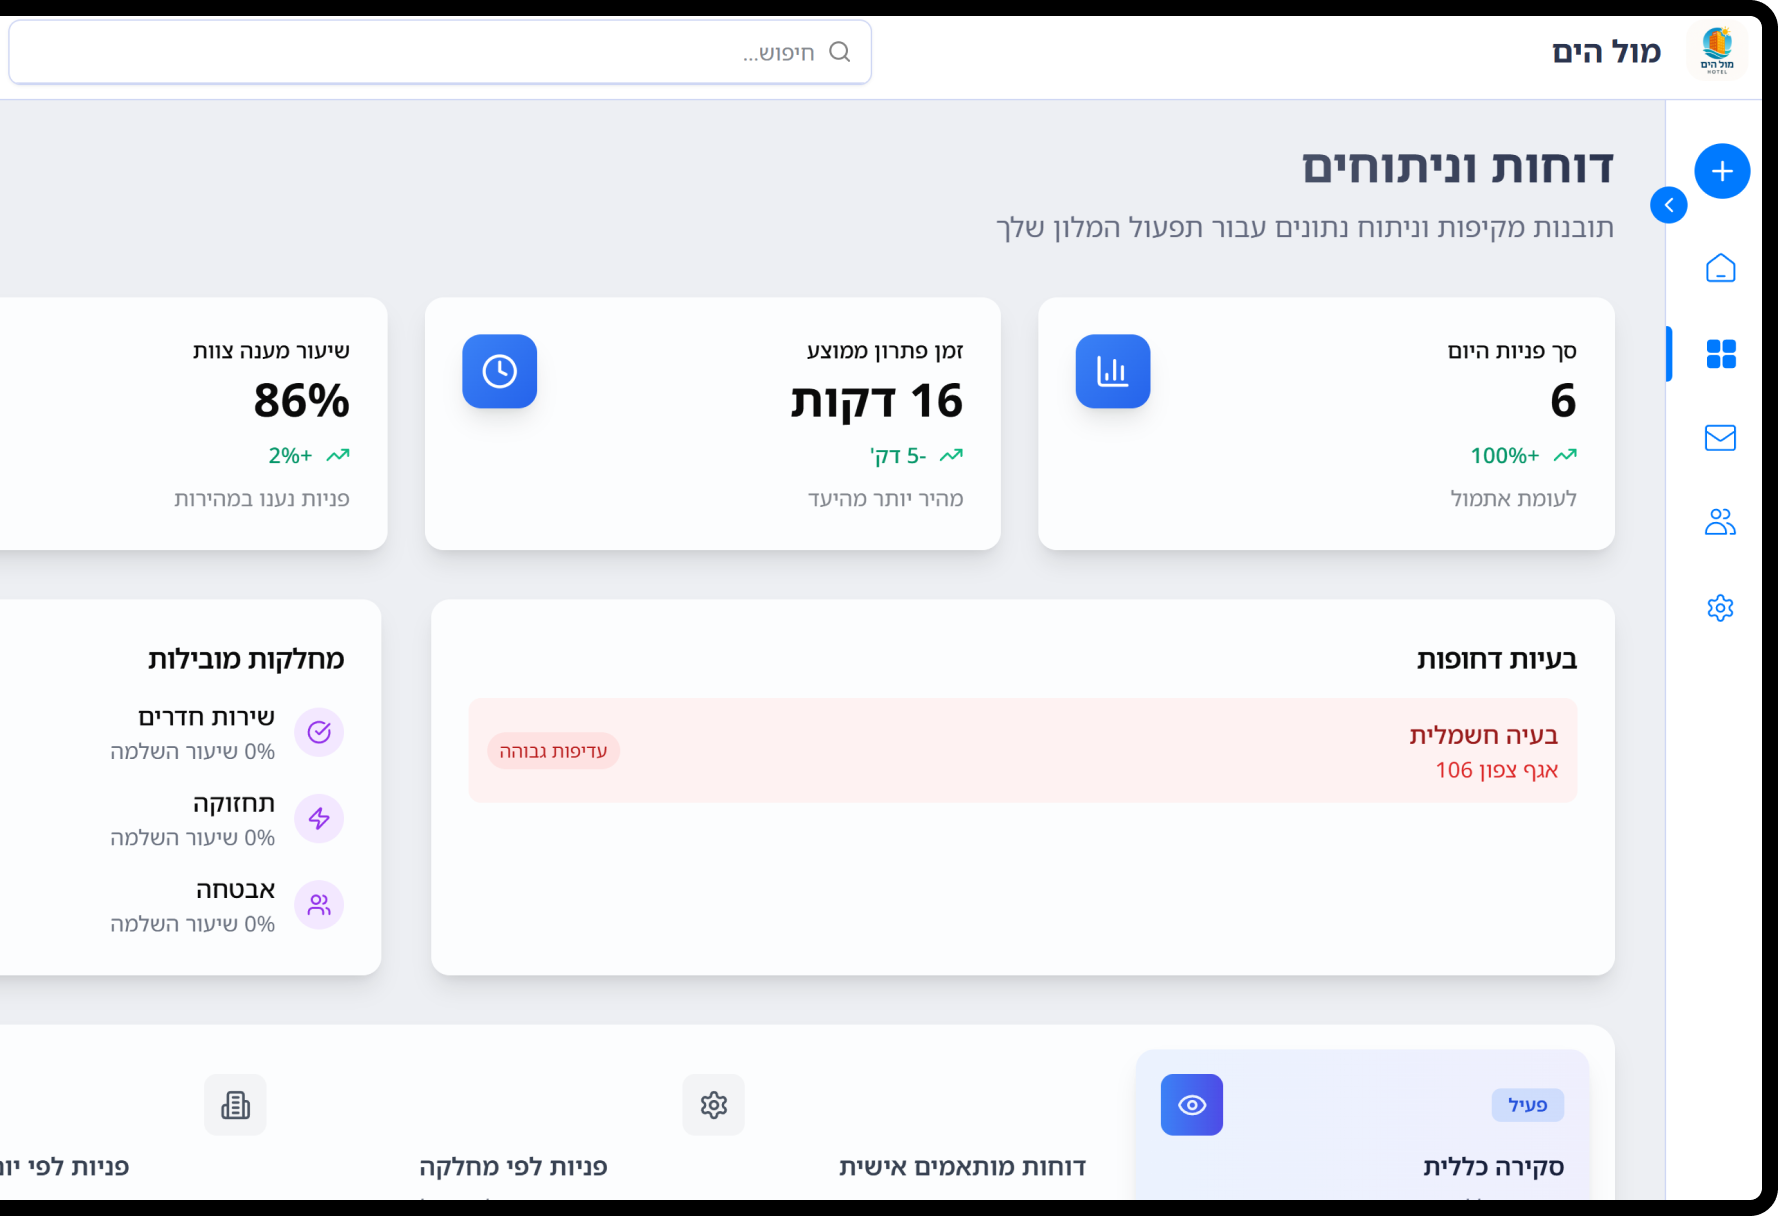 מול הים
HOTEL
מול הים
חיפוש...
דוחות וניתוחים
תובנות מקיפות וניתוח נתונים עבור תפעול המלון שלך
סך פניות היום
6
+100%
לעומת אתמול
זמן פתרון ממוצע
16 דקות
-5 דק'
מהיר יותר מהיעד
שיעור מענה צוות
86%
+2%
פניות נענו במהירות
בעיות דחופות
בעיה חשמלית
אגף צפון 106
עדיפות גבוהה
מחלקות מובילות
שירות חדרים
0% שיעור השלמה
תחזוקה
0% שיעור השלמה
אבטחה
0% שיעור השלמה
פעיל
סקירה כללית
דוחות מותאמים אישית
פניות לפי מחלקה
פניות לפי